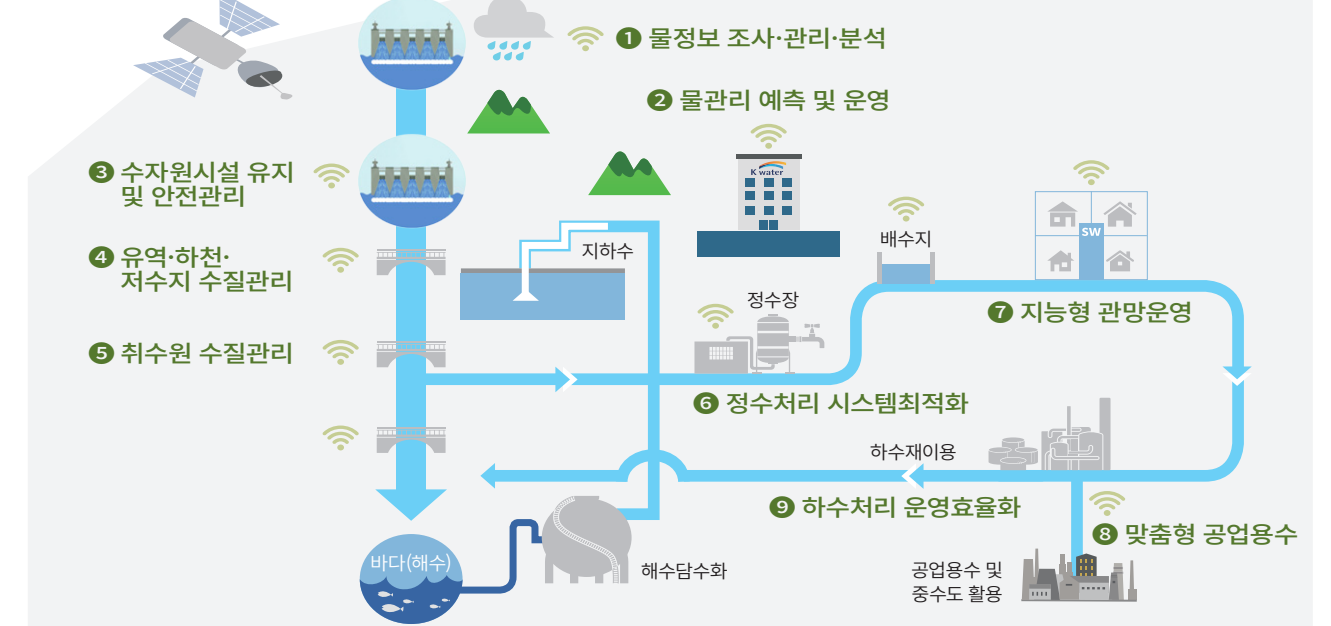 ❶ 물정보 조사·관리·분석
❷ 물관리 예측 및 운영
K water
❸ 수자원시설 유지
및 안전관리
❹ 유역·하천·
저수지 수질관리
지하수
배수지
SW
정수장
❼ 지능형 관망운영
❺ 취수원 수질관리
❻ 정수처리 시스템최적화
하수재이용
❾ 하수처리 운영효율화
❽ 맞춤형 공업용수
바다(해수)
해수담수화
공업용수 및
중수도 활용